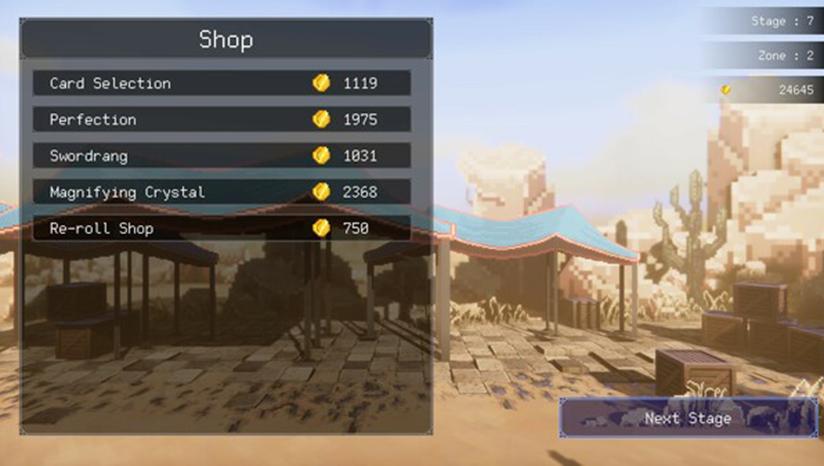 Shop
Card Selection 1119
Perfection 1975
Swordrang 1031
Magnifying Crystal 2368
Re-roll Shop 750
Stage : 7
Zone : 2
24645
Next Stage